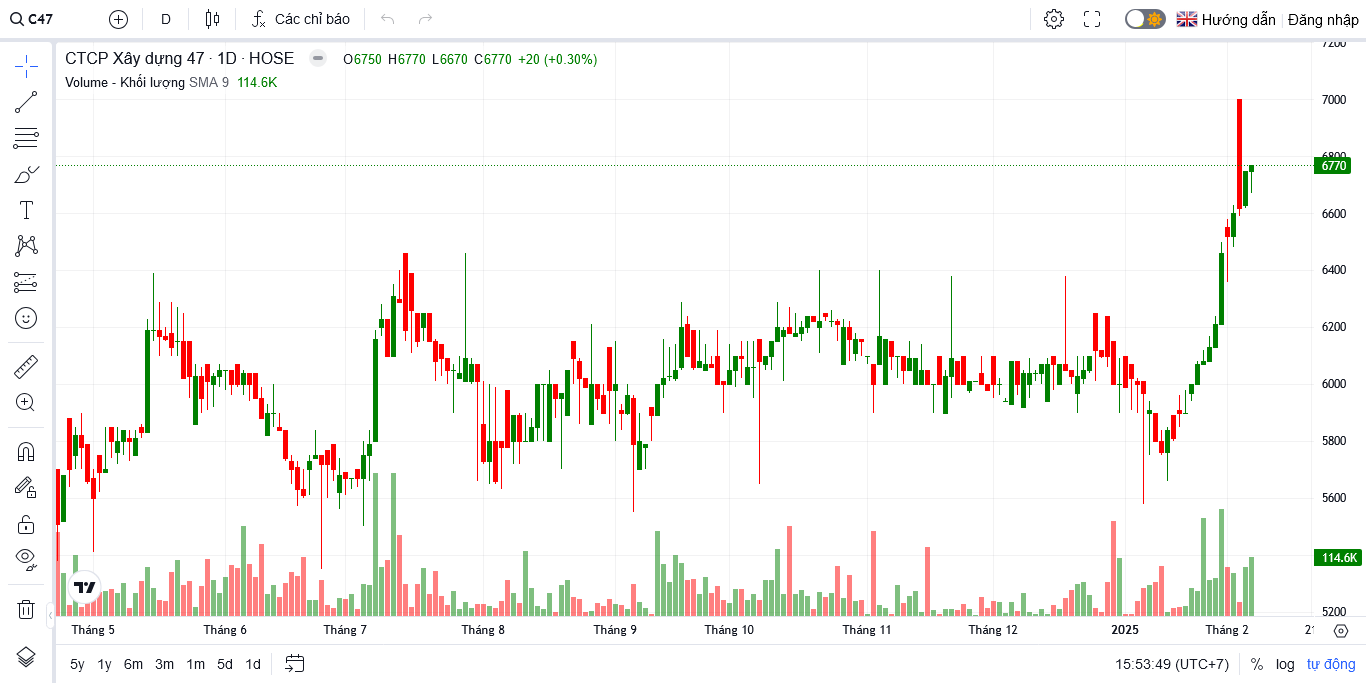 C47 D Các chỉ báo Hướng dẫn Đăng nhập
CTCP Xây dựng 47 · 1D · HOSE O6750 H6770 L6670 C6770 +20 (+0.30%)
Volume - Khối lượng SMA 9 114.6K
7200
7000
6800
6770
6600
6400
6200
6000
5800
5600
114.6K
5200
Tháng 5 Tháng 6 Tháng 7 Tháng 8 Tháng 9 Tháng 10 Tháng 11 Tháng 12 2025 Tháng 2
5y 1y 6m 3m 1m 5d 1d 15:53:49 (UTC+7) % log tự động